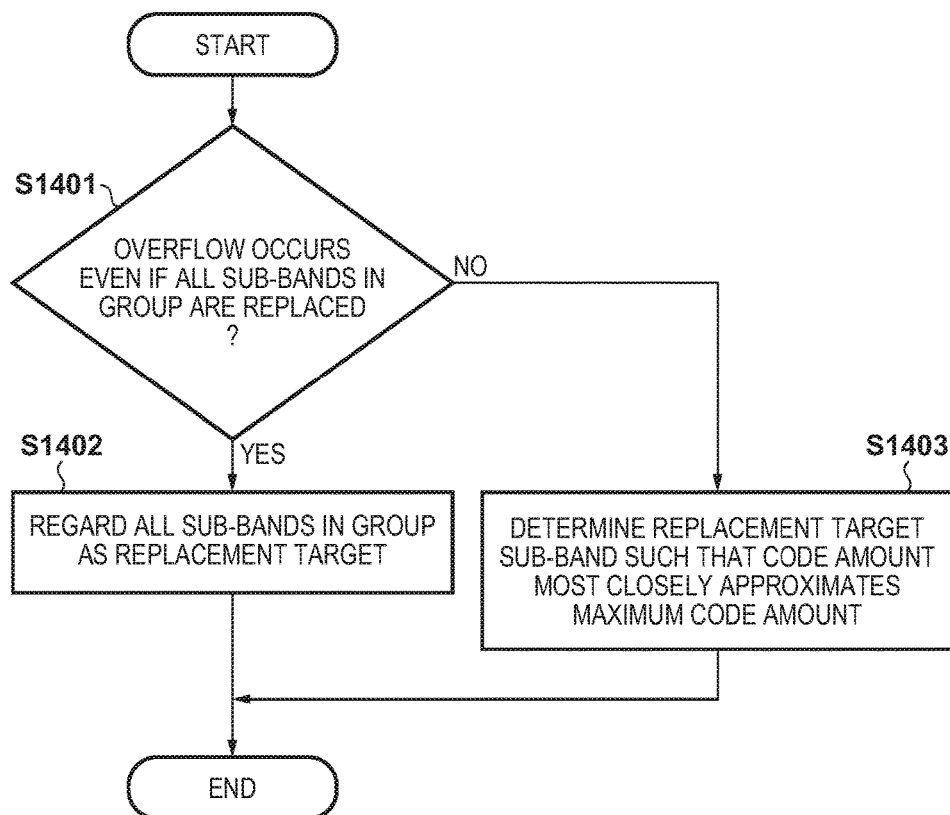 START
S1401
OVERFLOW OCCURS
EVEN IF ALL SUB-BANDS IN
GROUP ARE REPLACED
?
NO
YES
S1402
REGARD ALL SUB-BANDS IN GROUP
AS REPLACEMENT TARGET
S1403
DETERMINE REPLACEMENT TARGET
SUB-BAND SUCH THAT CODE AMOUNT
MOST CLOSELY APPROXIMATES
MAXIMUM CODE AMOUNT
END